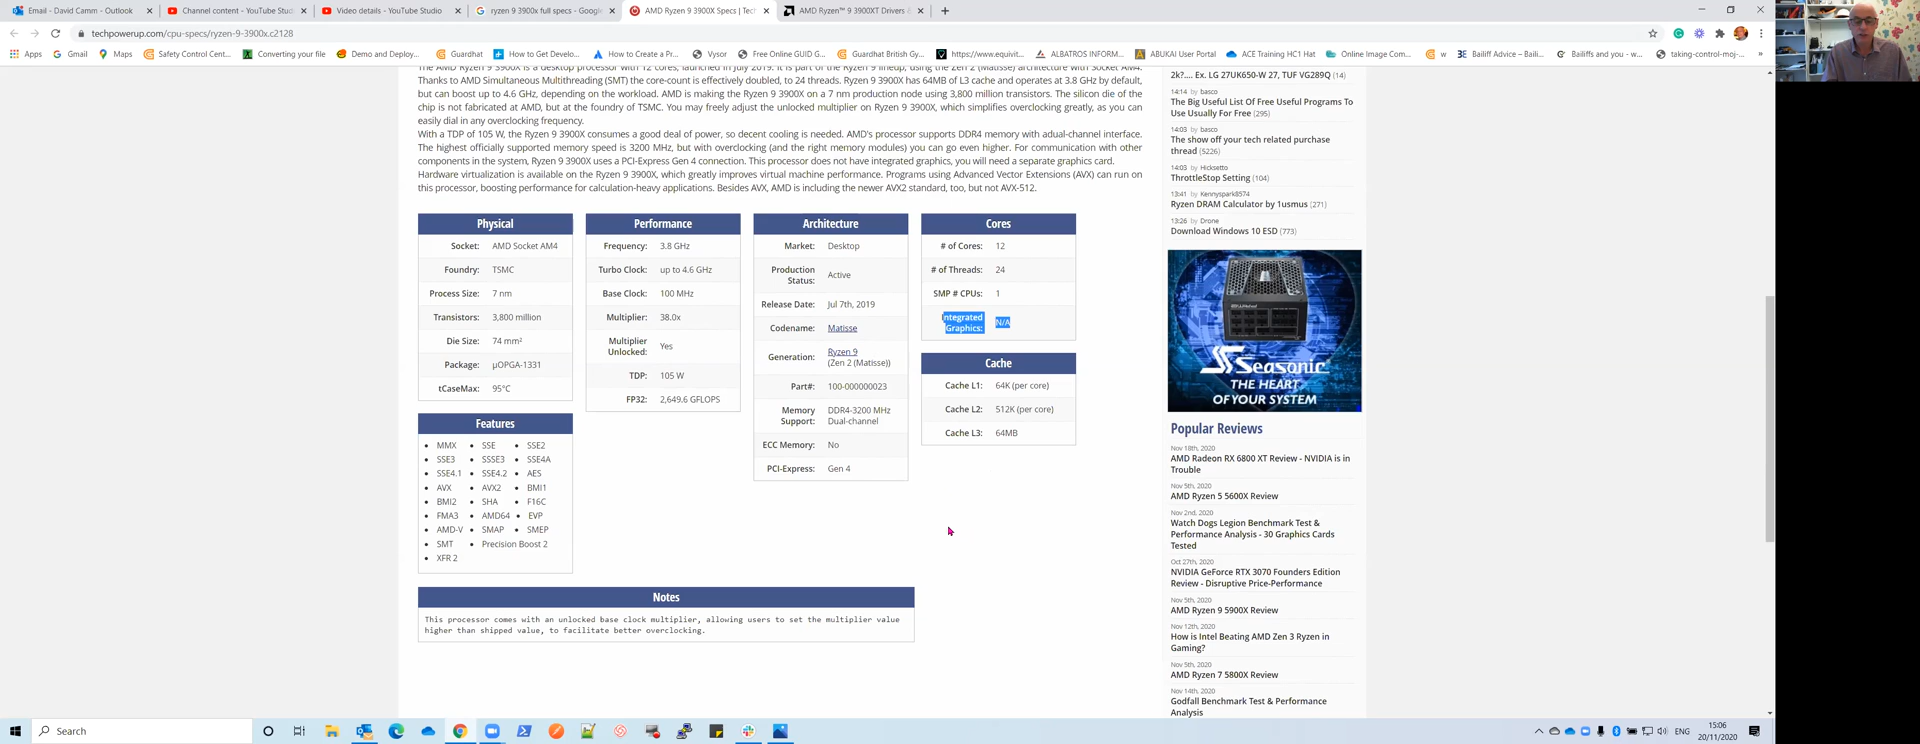 Email - David Camm - Outlook
Channel content - YouTube Stud
Video details - YouTube Studio
ryzen 9 3900x full specs - Googl
AMD Ryzen 9 3900X Specs | Tec
AMD Ryzen™ 9 3900XT Drivers &
techpowerup.com/cpu-specs/ryzen-9-3900x.c2128
Apps
Gmail
Maps
Safety Control Cent...
Converting your file
Demo and Deploy...
Guardhat
How to Get Develo...
How to Create a Pr...
Vysor
Free Online GUID G...
Guardhat British Gy...
https://www.equivit...
ALBATROS INFORM...
ABUKAI User Portal
ACE Training HC1 Hat
Online Image Com...
w
Bailiff Advice – Baili...
Bailiffs and you - w...
taking-control-moj-...
The AMD Ryzen 9 3900X is a desktop processor with 12 cores, launched in July 2019. It is part of the Ryzen 9 lineup, using the Zen 2 (Matisse) architecture with Socket AM4.
Thanks to AMD Simultaneous Multithreading (SMT) the core-count is effectively doubled, to 24 threads. Ryzen 9 3900X has 64MB of L3 cache and operates at 3.8 GHz by default,
but can boost up to 4.6 GHz, depending on the workload. AMD is making the Ryzen 9 3900X on a 7 nm production node using 3,800 million transistors. The silicon die of the
chip is not fabricated at AMD, but at the foundry of TSMC. You may freely adjust the unlocked multiplier on Ryzen 9 3900X, which simplifies overclocking greatly, as you can
easily dial in any overclocking frequency.
With a TDP of 105 W, the Ryzen 9 3900X consumes a good deal of power, so decent cooling is needed. AMD's processor supports DDR4 memory with adual-channel interface.
The highest officially supported memory speed is 3200 MHz, but with overclocking (and the right memory modules) you can go even higher. For communication with other
components in the system, Ryzen 9 3900X uses a PCI-Express Gen 4 connection. This processor does not have integrated graphics, you will need a separate graphics card.
Hardware virtualization is available on the Ryzen 9 3900X, which greatly improves virtual machine performance. Programs using Advanced Vector Extensions (AVX) can run on
this processor, boosting performance for calculation-heavy applications. Besides AVX, AMD is including the newer AVX2 standard, too, but not AVX-512.
Physical
Socket: AMD Socket AM4
Foundry: TSMC
Process Size: 7 nm
Transistors: 3,800 million
Die Size: 74 mm²
Package: µOPGA-1331
tCaseMax: 95°C
Features
MMX SSE SSE2
SSE3 SSSE3 SSE4A
SSE4.1 SSE4.2 AES
AVX AVX2 BMI1
BMI2 SHA F16C
FMA3 AMD64 EVP
AMD-V SMAP SMEP
SMT Precision Boost 2
XFR 2
Performance
Frequency: 3.8 GHz
Turbo Clock: up to 4.6 GHz
Base Clock: 100 MHz
Multiplier: 38.0x
Multiplier
Unlocked: Yes
TDP: 105 W
FP32: 2,649.6 GFLOPS
Architecture
Market: Desktop
Production
Status: Active
Release Date: Jul 7th, 2019
Codename: Matisse
Generation: Ryzen 9
(Zen 2 (Matisse))
Part#: 100-000000023
Memory
Support: DDR4-3200 MHz
Dual-channel
ECC Memory: No
PCI-Express: Gen 4
Cores
# of Cores: 12
# of Threads: 24
SMP # CPUs: 1
Integrated
Graphics: N/A
Cache
Cache L1: 64K (per core)
Cache L2: 512K (per core)
Cache L3: 64MB
Notes
This processor comes with an unlocked base clock multiplier, allowing users to set the multiplier value
higher than shipped value, to facilitate better overclocking.
2k?.... Ex. LG 27UK650-W 27, TUF VG289Q (14)
14:14 by basco
The Big Useful List Of Free Useful Programs To
Use Usually For Free (295)
14:03 by basco
The show off your tech related purchase
thread (5226)
14:03 by Hicksetto
ThrottleStop Setting (104)
13:41 by Kennyspark8574
Ryzen DRAM Calculator by 1usmus (271)
13:26 by Drone
Download Windows 10 ESD (773)
Seasonic
THE HEART
OF YOUR SYSTEM
Popular Reviews
Nov 18th, 2020
AMD Radeon RX 6800 XT Review - NVIDIA is in
Trouble
Nov 5th, 2020
AMD Ryzen 5 5600X Review
Nov 2nd, 2020
Watch Dogs Legion Benchmark Test &
Performance Analysis - 30 Graphics Cards
Tested
Oct 27th, 2020
NVIDIA GeForce RTX 3070 Founders Edition
Review - Disruptive Price-Performance
Nov 5th, 2020
AMD Ryzen 9 5900X Review
Nov 12th, 2020
How is Intel Beating AMD Zen 3 Ryzen in
Gaming?
Nov 5th, 2020
AMD Ryzen 7 5800X Review
Nov 14th, 2020
Godfall Benchmark Test & Performance
Analysis
Search
ENG
15:06
20/11/2020